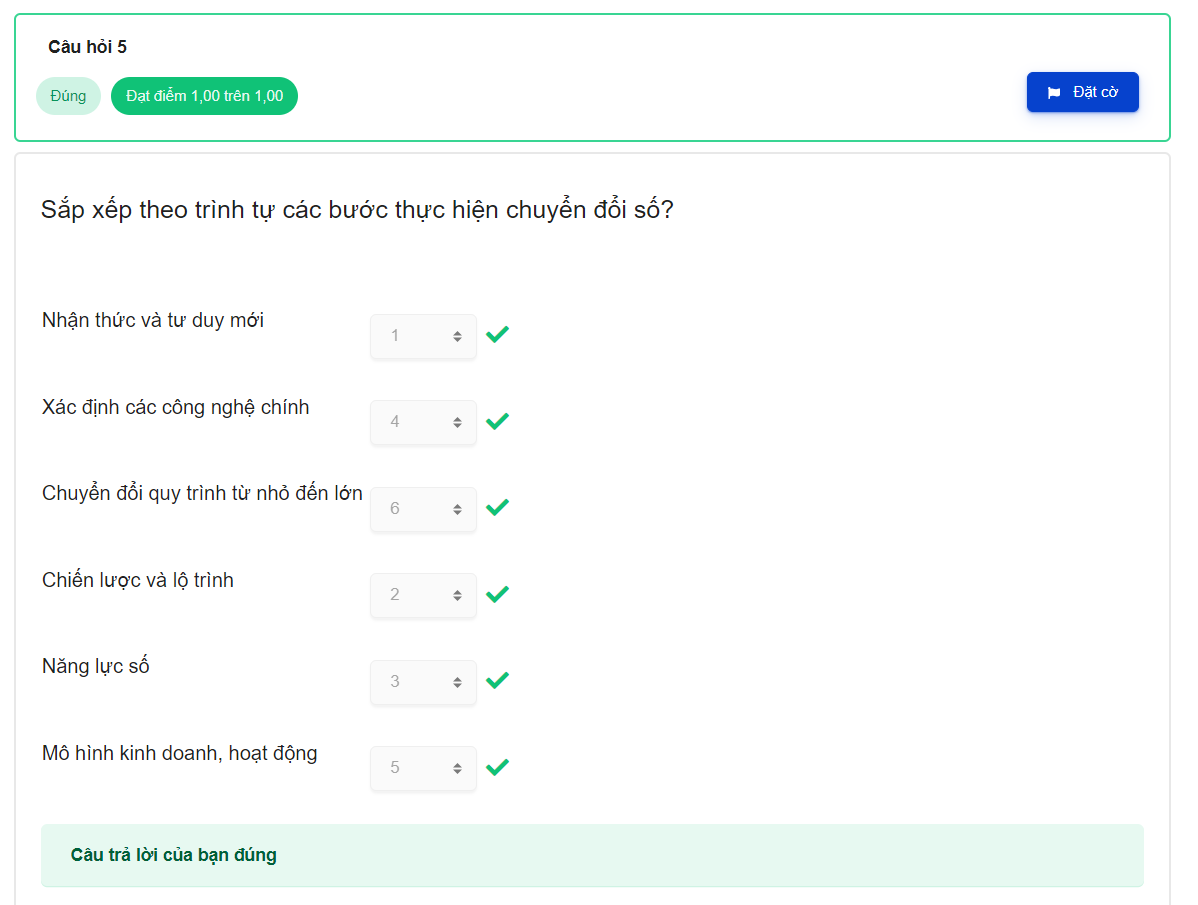 Câu hỏi 5
Đúng
Đạt điểm 1,00 trên 1,00
Đặt cờ
Sắp xếp theo trình tự các bước thực hiện chuyển đổi số?
Nhận thức và tư duy mới
1
Xác định các công nghệ chính
4
Chuyển đổi quy trình từ nhỏ đến lớn
6
Chiến lược và lộ trình
2
Năng lực số
3
Mô hình kinh doanh, hoạt động
5
Câu trả lời của bạn đúng